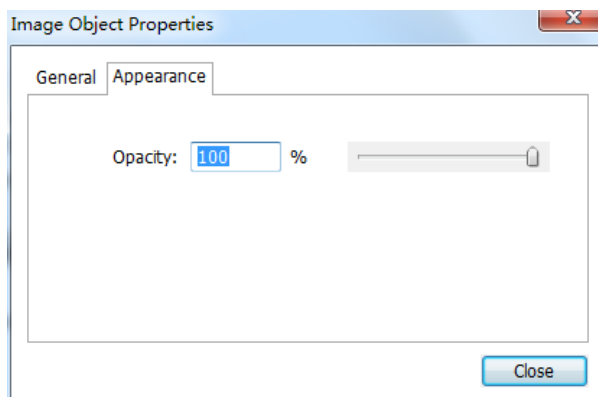 Image Object Properties
General Appearance
Opacity: 100 %
Close